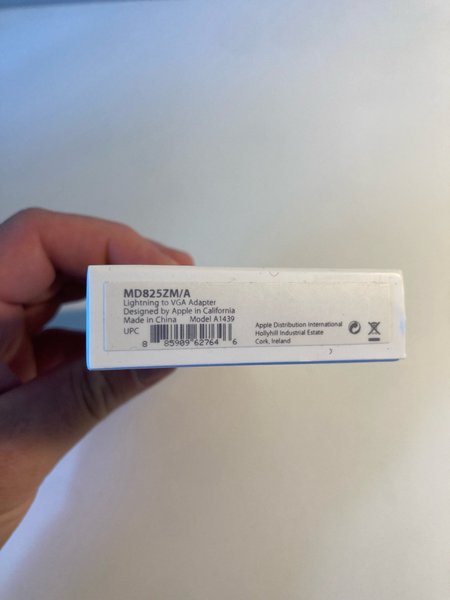 MD825ZM/A
Lightning to VGA Adapter
Designed by Apple in California
Made in China Model A1439
UPC
8 85909 62764 6
Apple Distribution International
Hollyhill Industrial Estate
Cork, Ireland